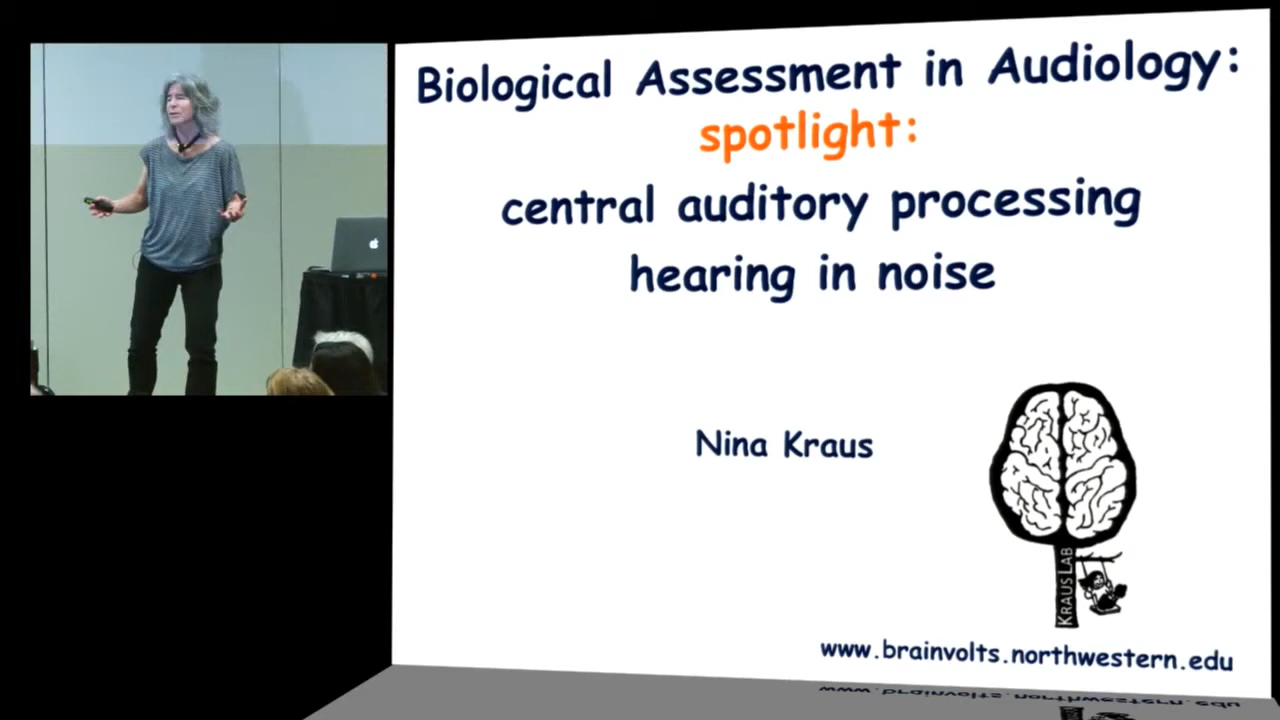 Biological Assessment in Audiology:
spotlight:
central auditory processing
hearing in noise
Nina Kraus
KRAUS LAB
www.brainvolts.northwestern.edu